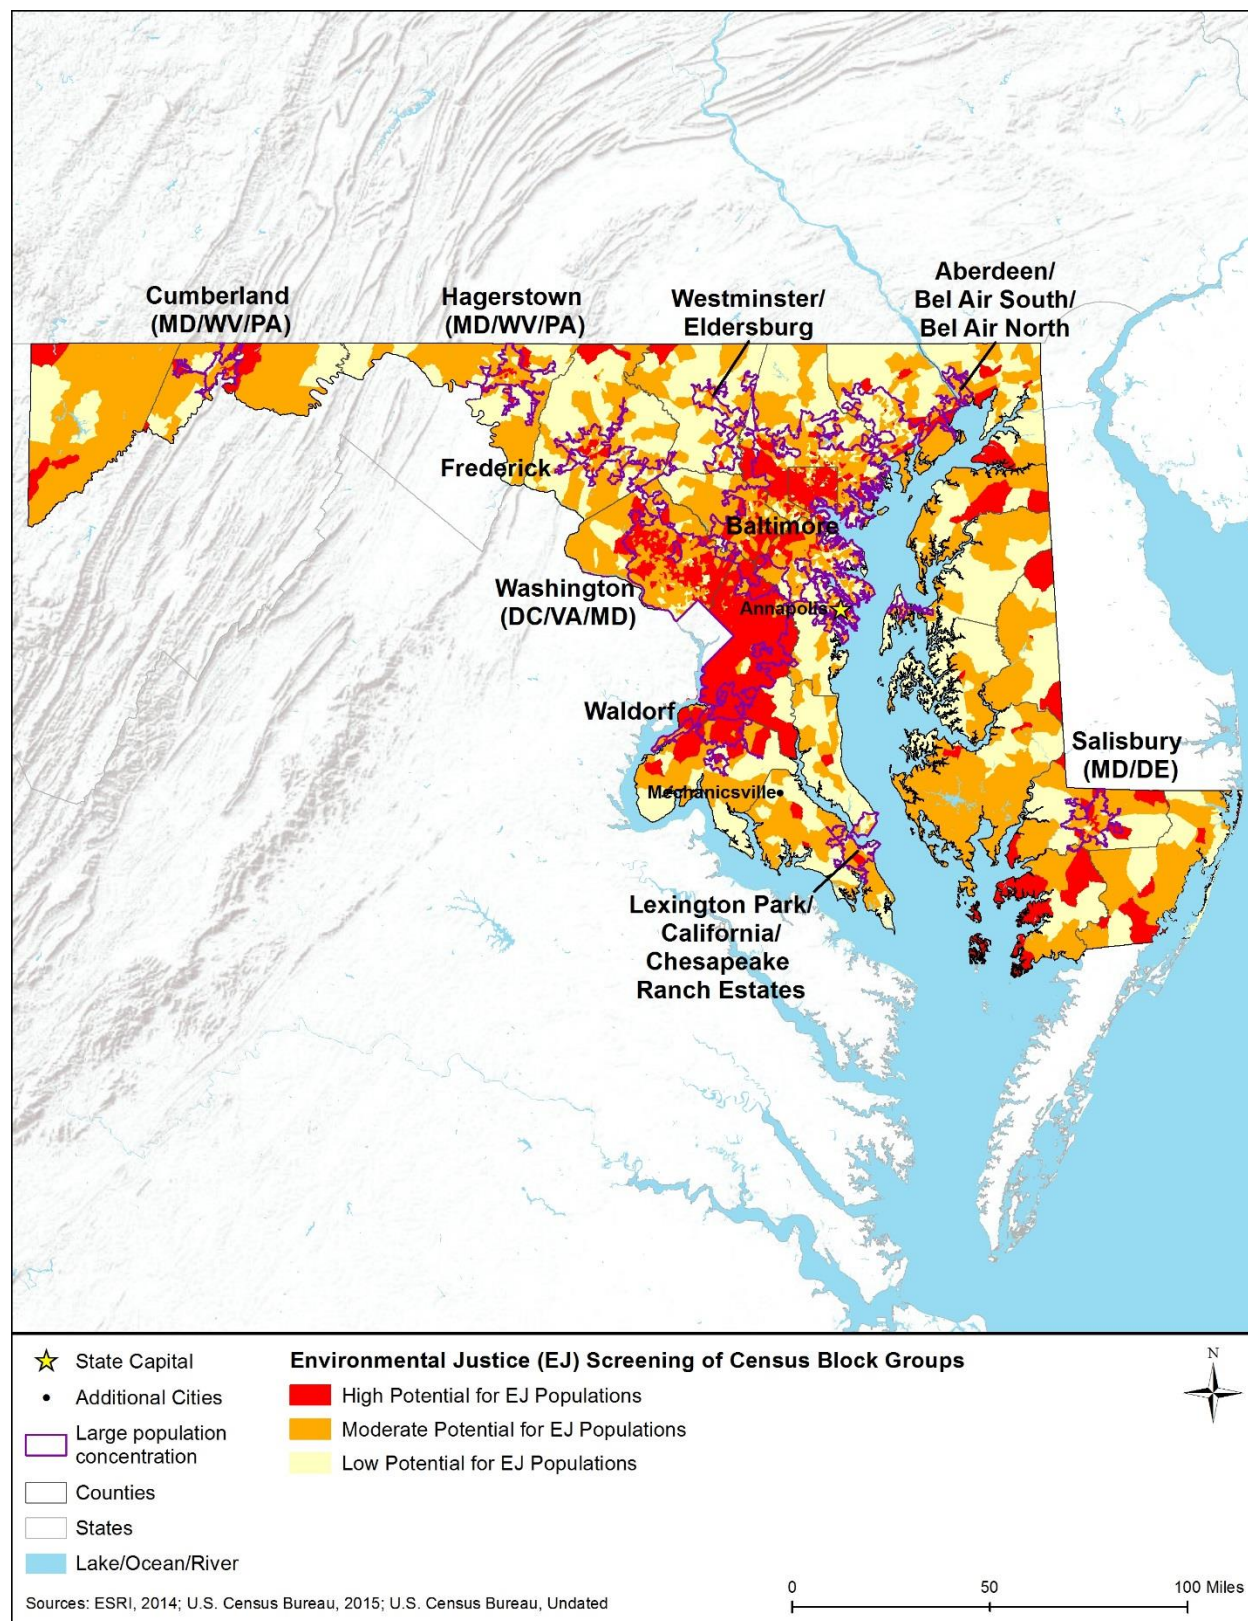 Cumberland
(MD/WV/PA)
Hagerstown
(MD/WV/PA)
Westminster/
Eldersburg
Aberdeen/
Bel Air South/
Bel Air North
Frederick
Baltimore
Washington
(DC/VA/MD)
Annapolis
Waldorf
Salisbury
(MD/DE)
Mechanicsville
Lexington Park/
California/
Chesapeake
Ranch Estates
State Capital
Additional Cities
Large population
concentration
Counties
States
Lake/Ocean/River
Environmental Justice (EJ) Screening of Census Block Groups
High Potential for EJ Populations
Moderate Potential for EJ Populations
Low Potential for EJ Populations
N
0 50 100 Miles
Sources: ESRI, 2014; U.S. Census Bureau, 2015; U.S. Census Bureau, Undated